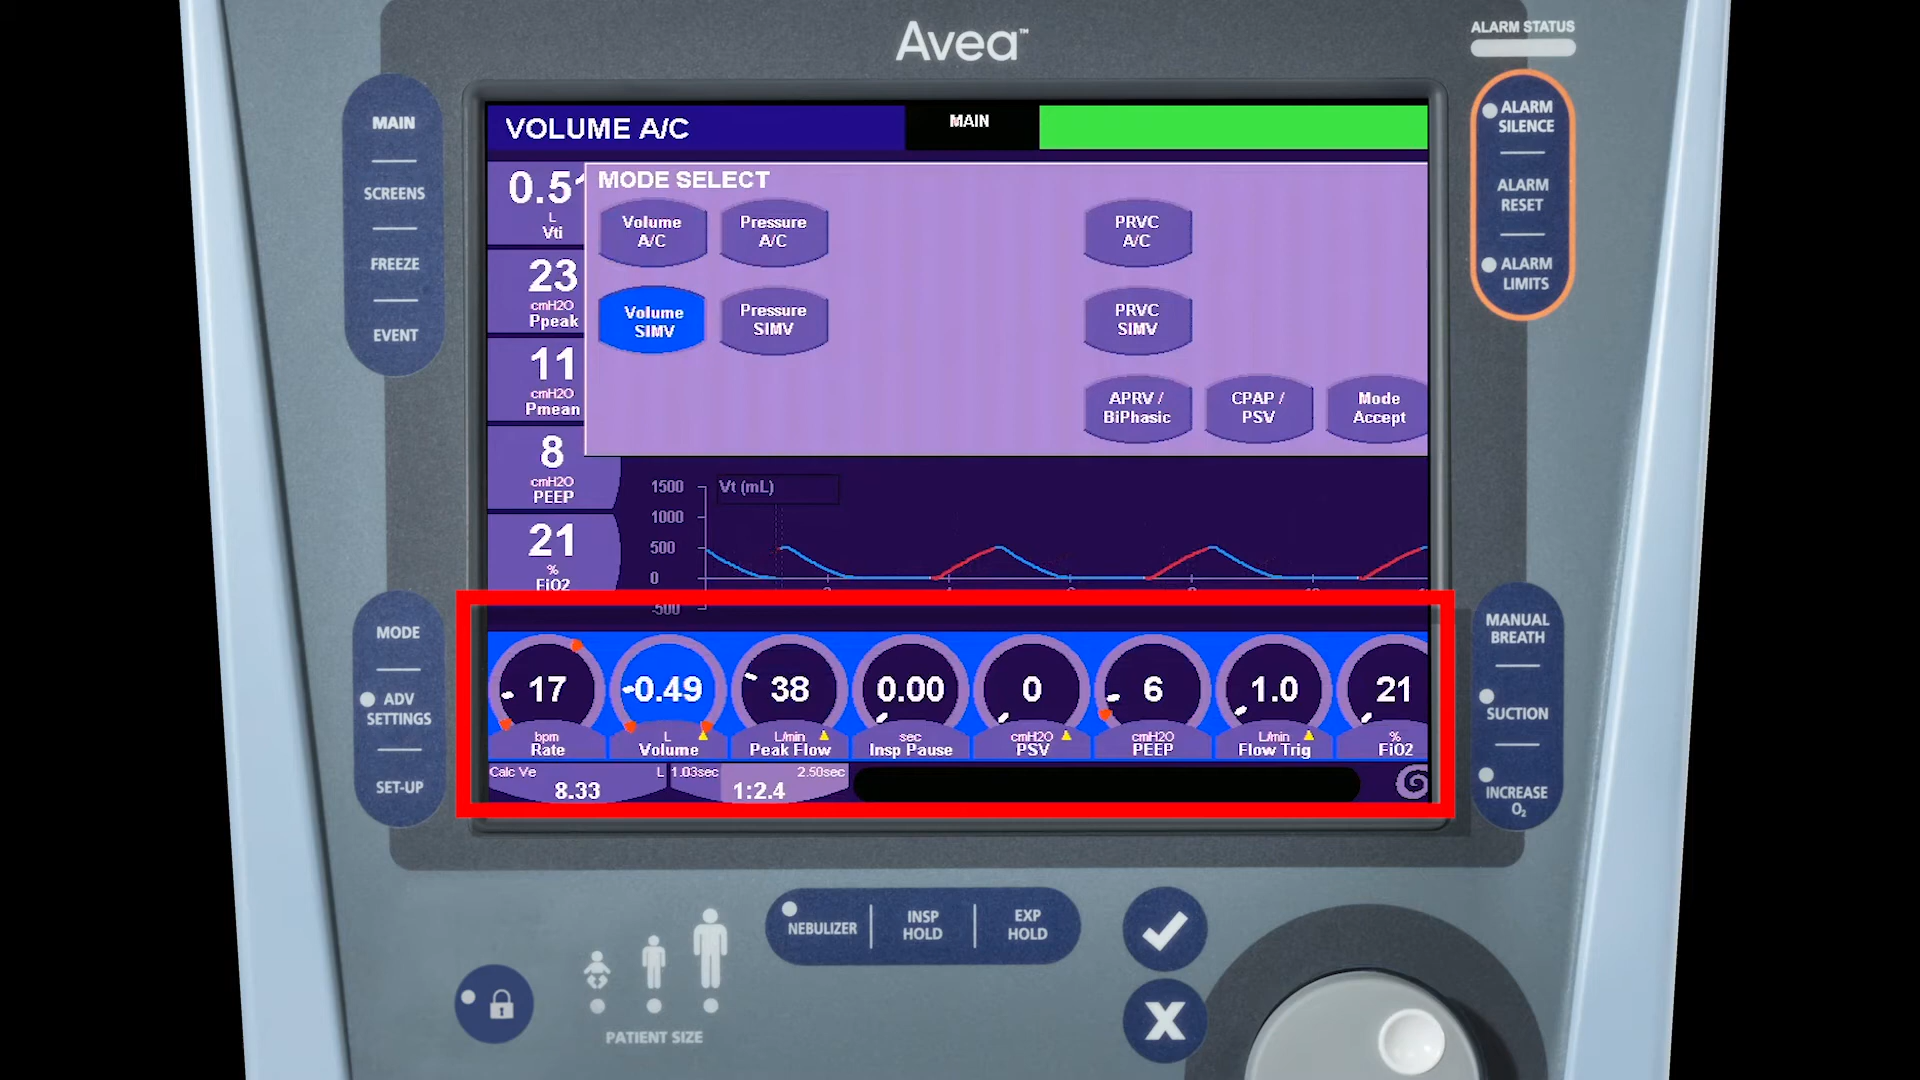 Avea™
ALARM STATUS
MAIN
SCREENS
FREEZE
EVENT
VOLUME A/C
MAIN
ALARM
SILENCE
ALARM
RESET
ALARM
LIMITS
0.51
L
Vti
23
cmH2O
Ppeak
11
cmH2O
Pmean
8
cmH2O
PEEP
21
%
FiO2
MODE SELECT
Volume
A/C
Pressure
A/C
PRVC
A/C
Volume
SIMV
Pressure
SIMV
PRVC
SIMV
APRV /
BiPhasic
CPAP /
PSV
Mode
Accept
Vt (mL)
1500
1000
500
0
-500
MODE
ADV
SETTINGS
SET-UP
17
bpm
Rate
0.49
L
Volume
38
L/min
Peak Flow
0.00
sec
Insp Pause
0
cmH2O
PSV
6
cmH2O
PEEP
1.0
L/min
Flow Trig
21
%
FiO2
Calc Ve L
8.33
1.03sec 2.50sec
1:2.4
MANUAL
BREATH
SUCTION
INCREASE
O2
NEBULIZER
INSP
HOLD
EXP
HOLD
PATIENT SIZE